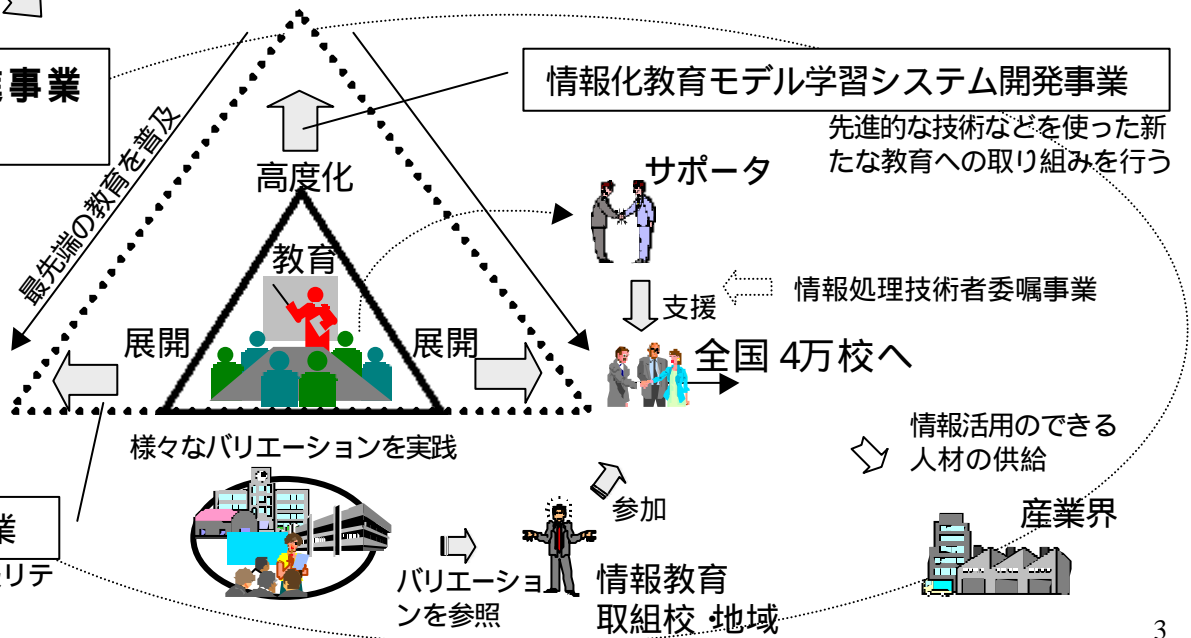 事業
情報化教育モデル学習システム開発事業
先進的な技術などを使った新
たな教育への取り組みを行う
最先端の教育を普及
高度化
サポータ
教育
支援
情報処理技術者委嘱事業
展開
展開
全国 4万校へ
様々なバリエーションを実践
情報活用のできる
人材の供給
参加
産業界
業
リテ
バリエーショ
ンを参照
情報教育
取組校・地域
3